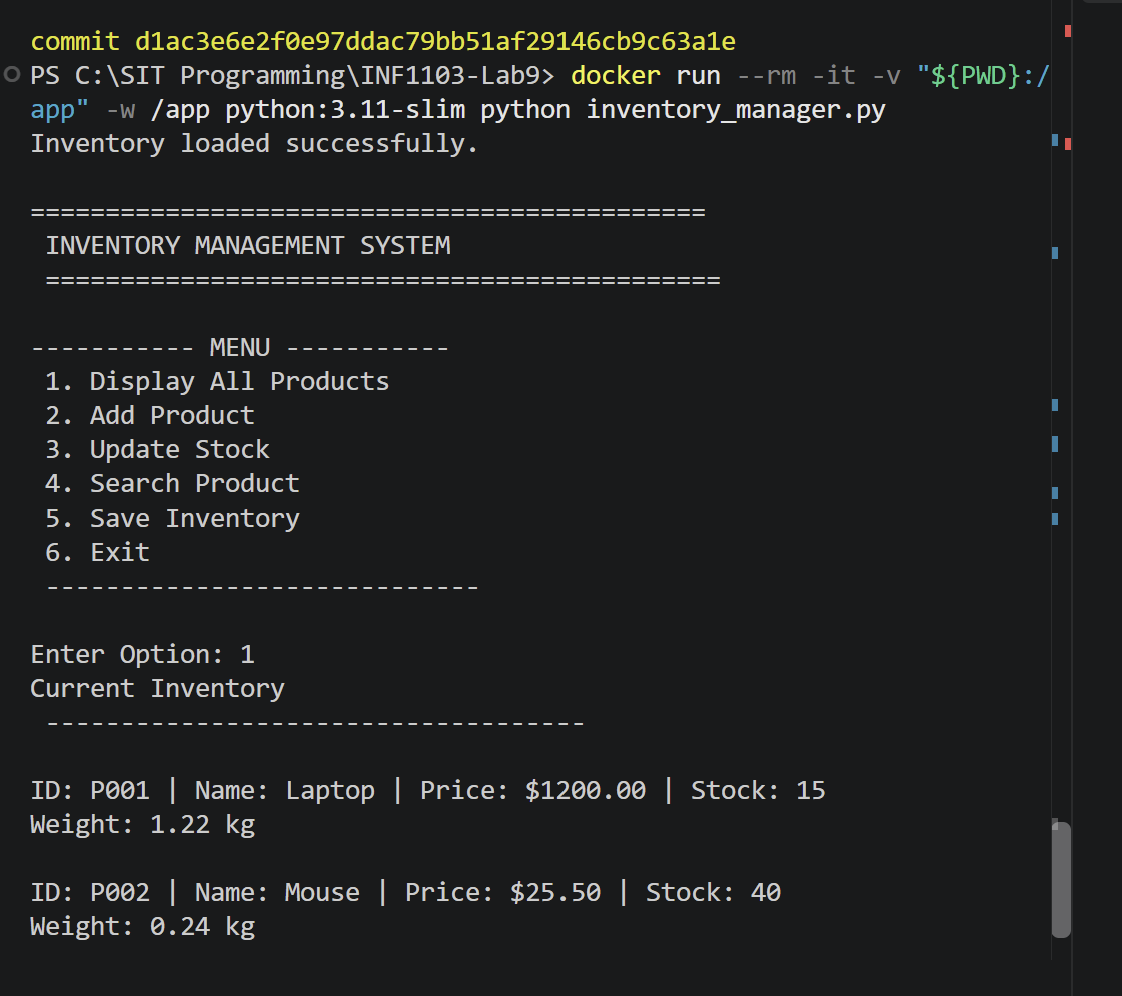 commit d1ac3e6e2f0e97ddac79bb51af29146cb9c63a1e
PS C:\SIT Programming\INF1103-Lab9> docker run --rm -it -v "${PWD}:/
app" -w /app python:3.11-slim python inventory_manager.py
Inventory loaded successfully.
=============================================
INVENTORY MANAGEMENT SYSTEM
=============================================
----------- MENU -----------
1. Display All Products
2. Add Product
3. Update Stock
4. Search Product
5. Save Inventory
6. Exit
-----------------------------
Enter Option: 1
Current Inventory
------------------------------------
ID: P001 | Name: Laptop | Price: $1200.00 | Stock: 15
Weight: 1.22 kg
ID: P002 | Name: Mouse | Price: $25.50 | Stock: 40
Weight: 0.24 kg